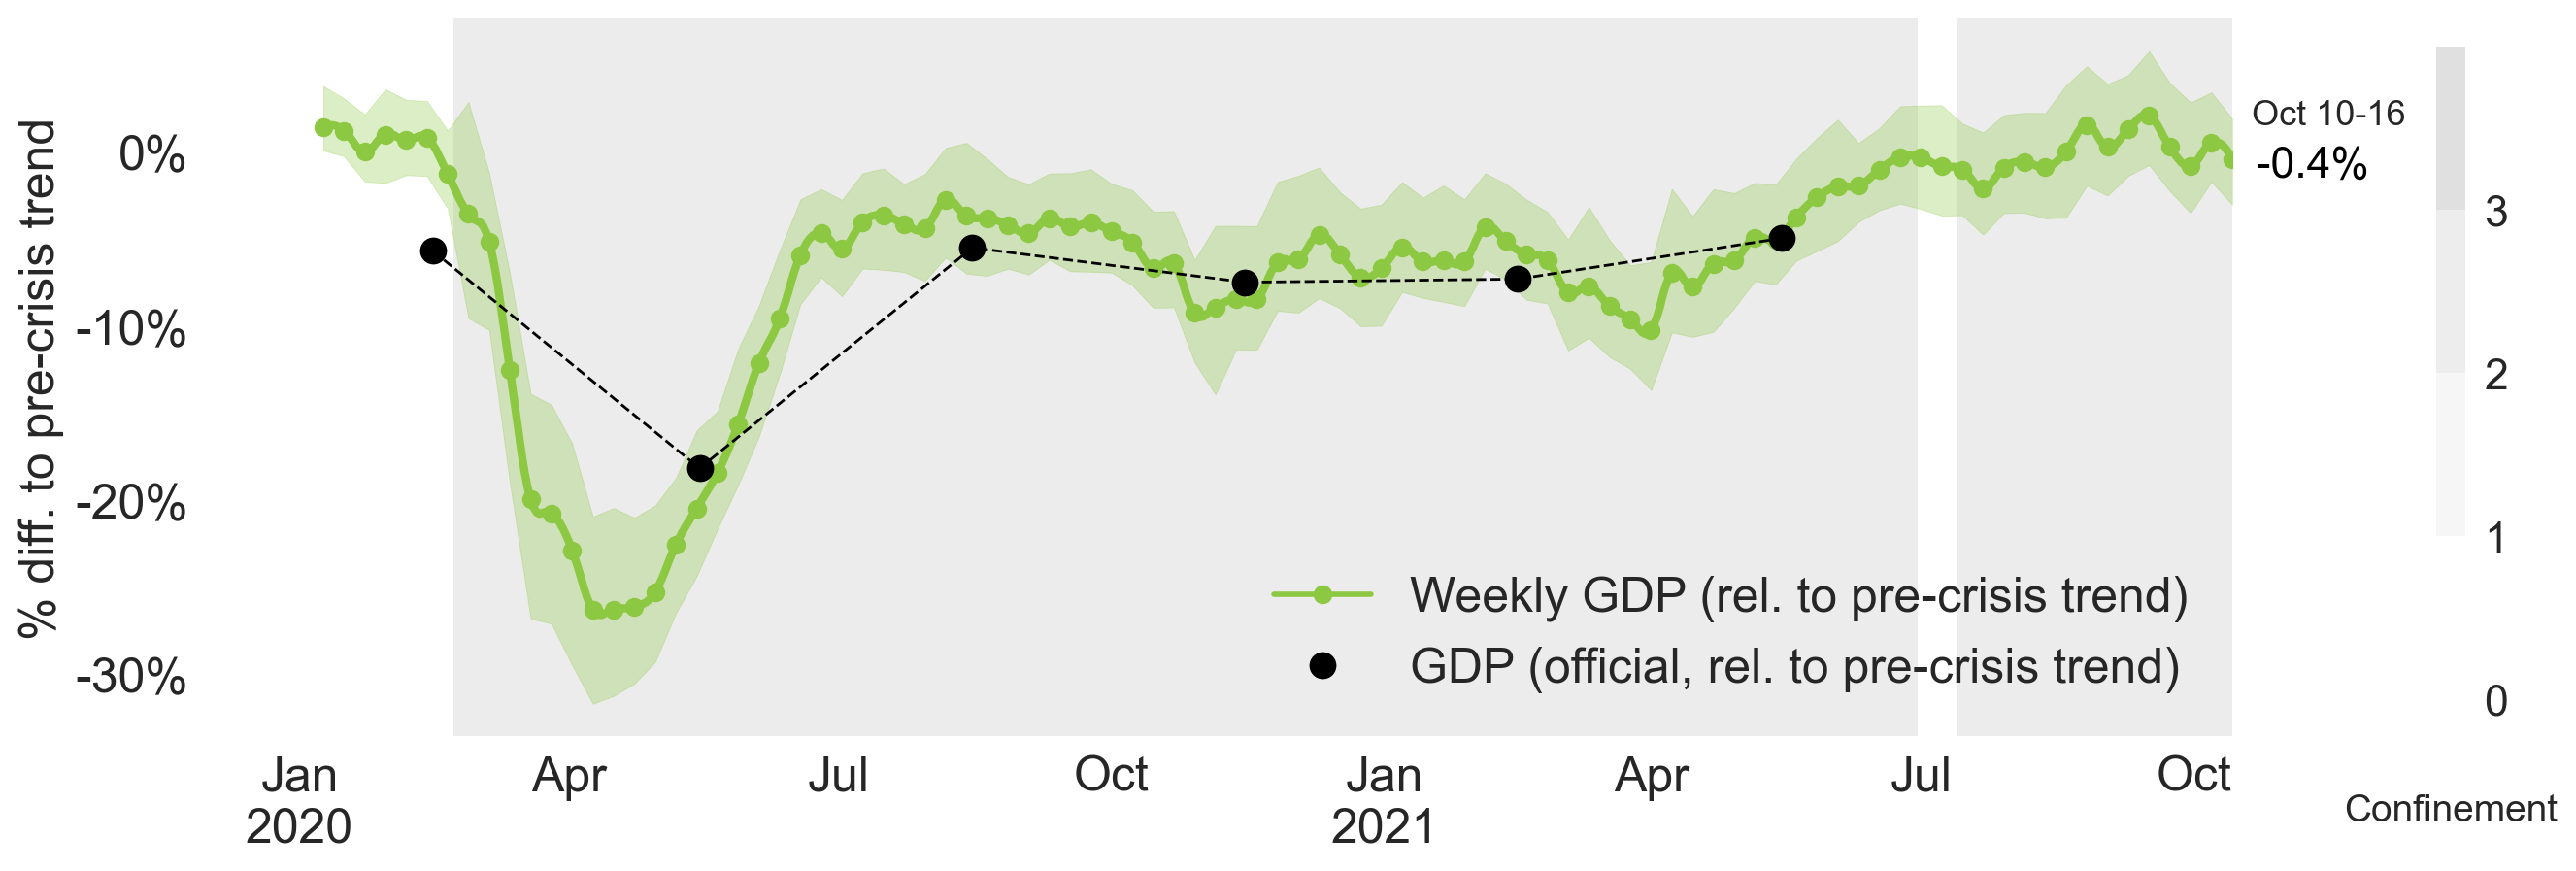 % diff. to pre-crisis trend
0%
-10%
-20%
-30%
Oct 10-16
-0.4%
3
2
1
0
Weekly GDP (rel. to pre-crisis trend)
GDP (official, rel. to pre-crisis trend)
Jan Apr Jul Oct Jan Apr Jul Oct
2020 2021
Confinement